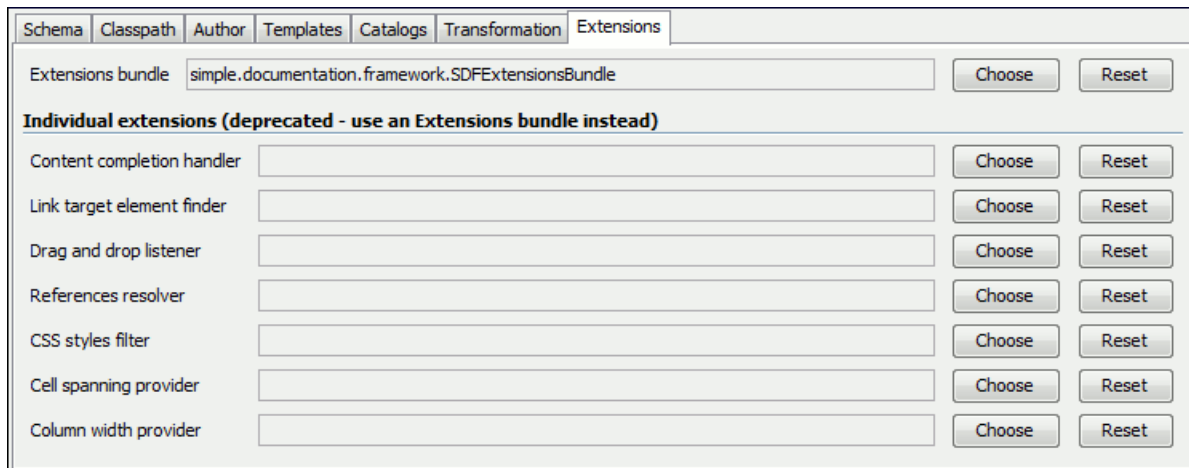 Schema Classpath Author Templates Catalogs Transformation Extensions
Extensions bundle simple.documentation.framework.SDFExtensionsBundle Choose Reset
Individual extensions (deprecated - use an Extensions bundle instead)
Content completion handler Choose Reset
Link target element finder Choose Reset
Drag and drop listener Choose Reset
References resolver Choose Reset
CSS styles filter Choose Reset
Cell spanning provider Choose Reset
Column width provider Choose Reset